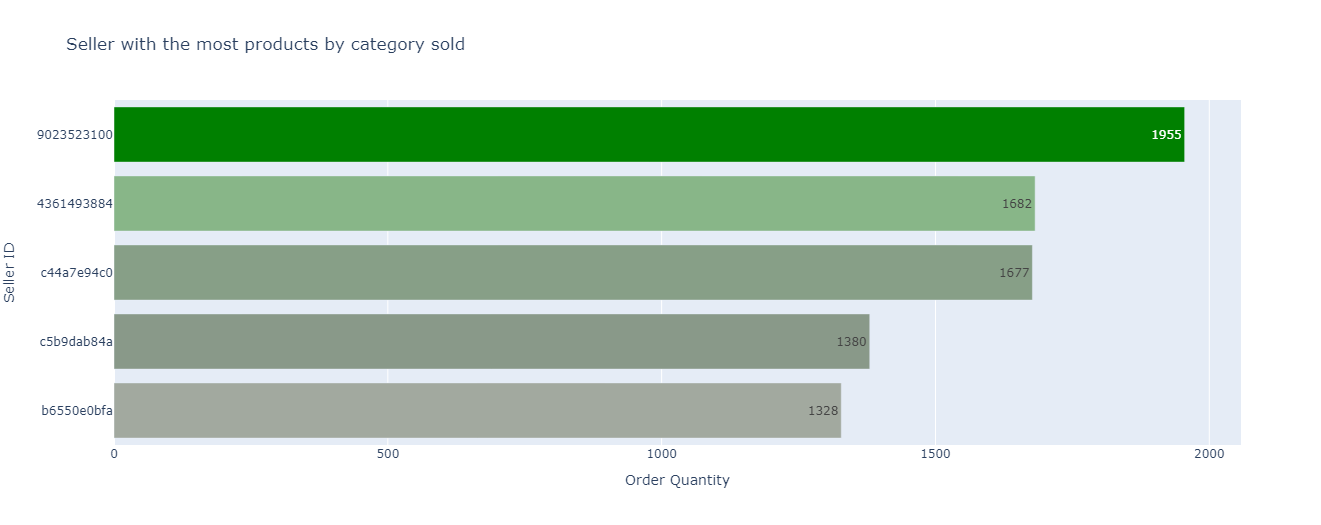 Seller with the most products by category sold
Seller ID
9023523100
1955
4361493884
1682
c44a7e94c0
1677
c5b9dab84a
1380
b6550e0bfa
1328
0 500 1000 1500 2000
Order Quantity